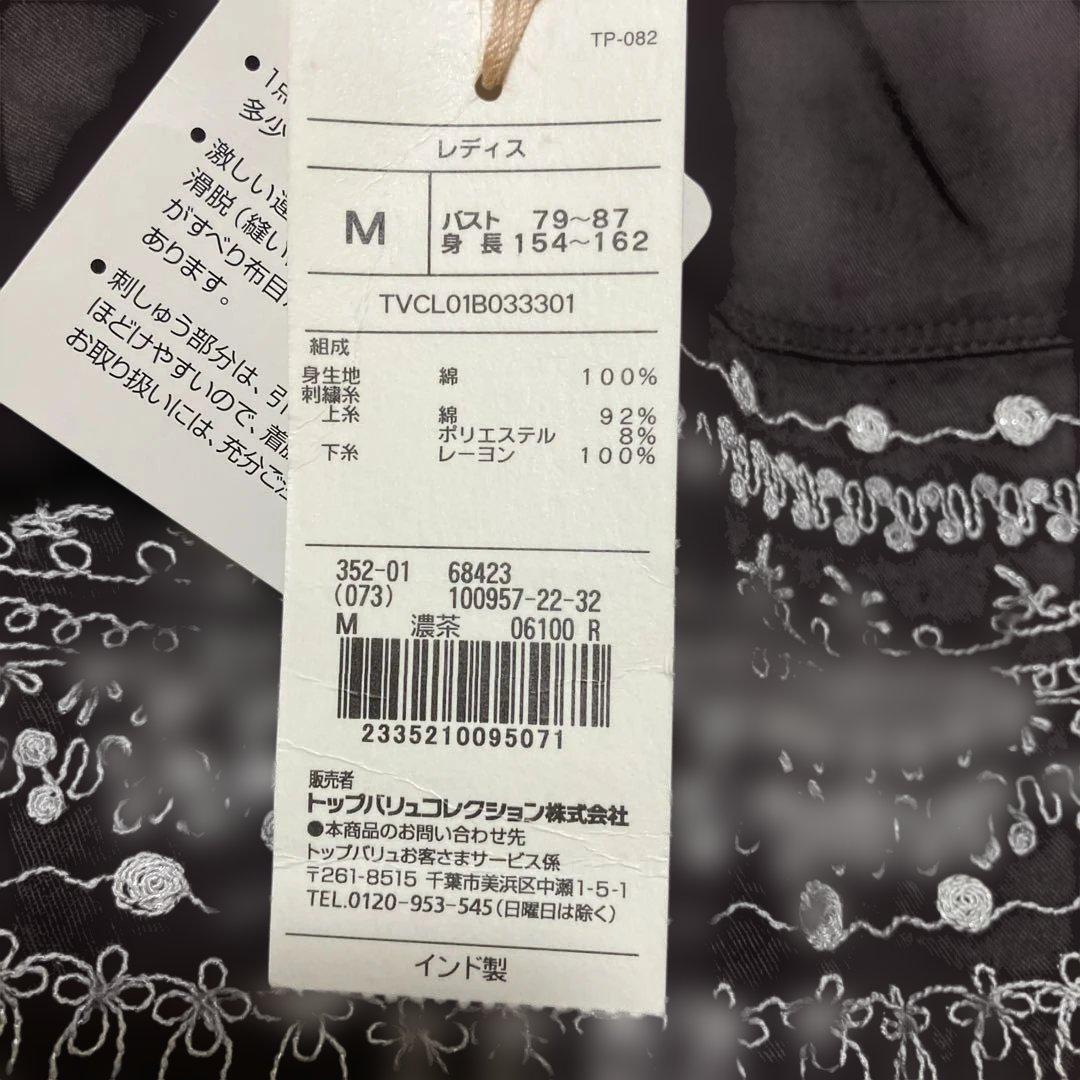 TP-082
レディス
M
バスト 79~87
身長 154~162
TVCL01B033301
組成
身生地 綿 100%
刺繍糸
上糸 綿 92%
ポリエステル 8%
下糸 レーヨン 100%
352-01 68423
(073) 100957-22-32
M 濃茶 06100 R
2335210095071
販売者
トップバリュコレクション株式会社
●本商品のお問い合わせ先
トップバリュお客さまサービス係
〒261-8515 千葉市美浜区中瀬1-5-1
TEL.0120-953-545(日曜日は除く)
インド製
●1点
多少
●激しい
滑脱(縫い
がすべり布目
あります。
●刺しゅう部分は、引
ほどけやすいので、着
お取り扱いには、充分ご